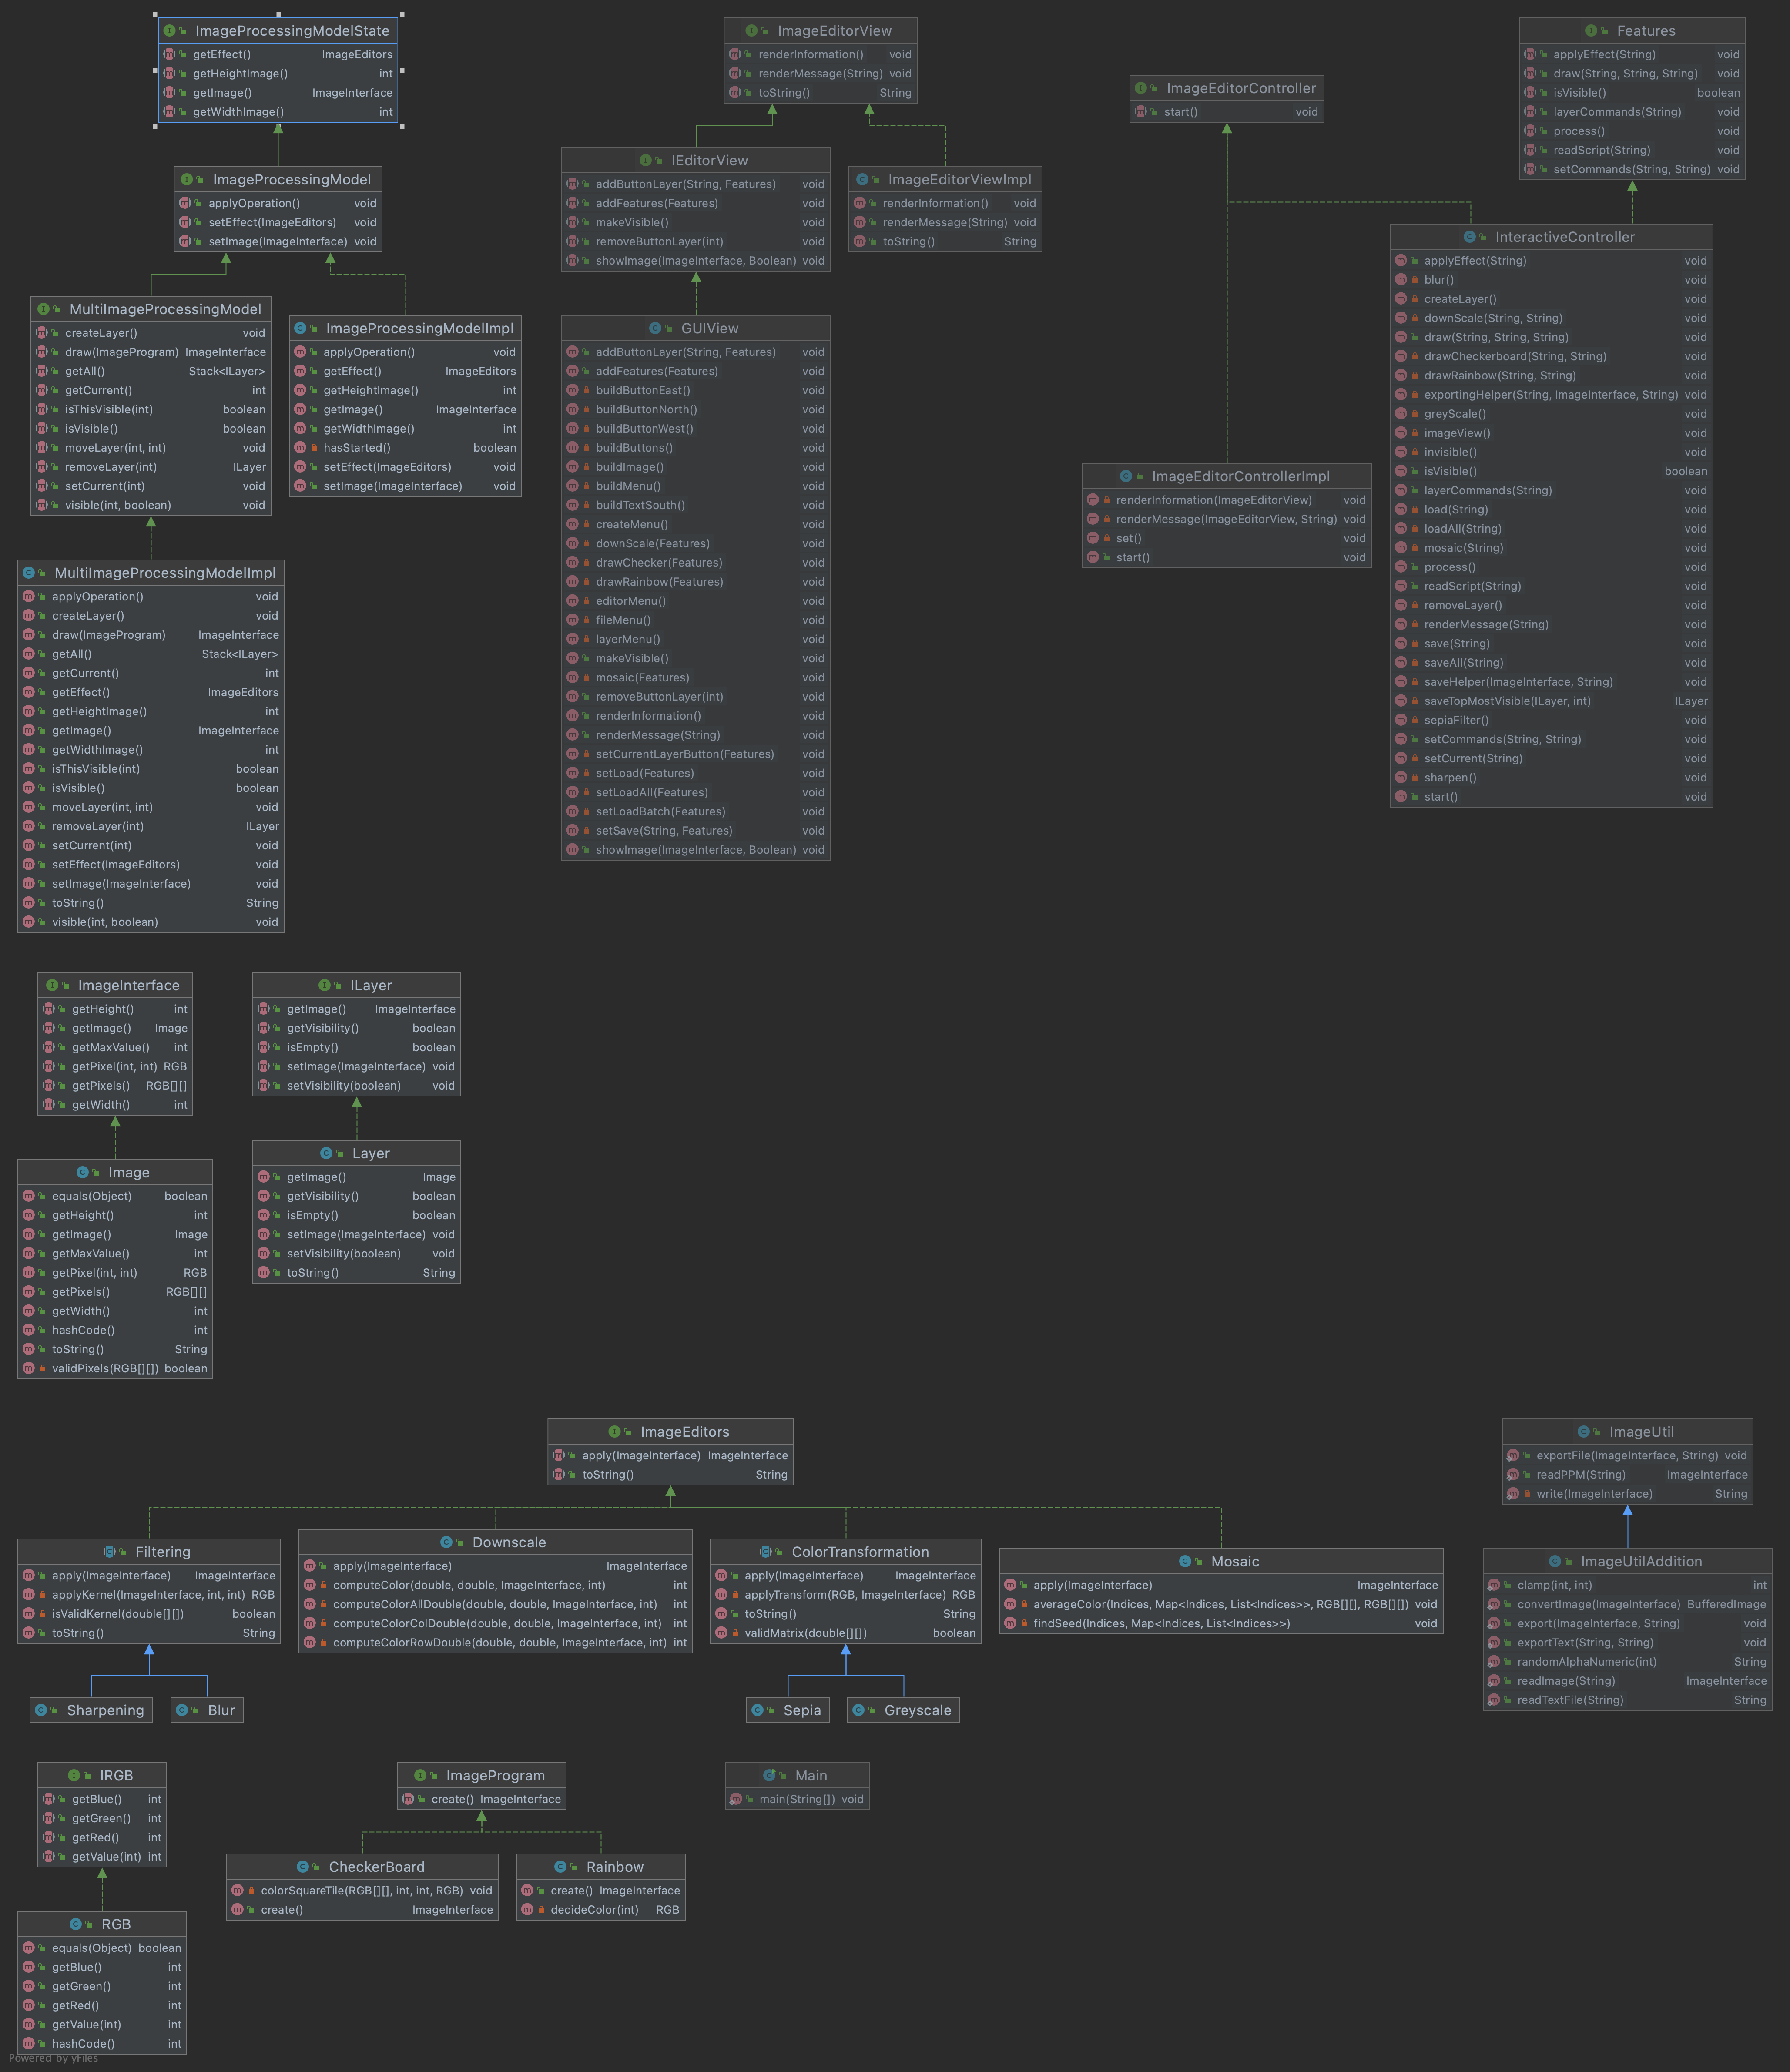 ImageProcessingModelState
getEffect() ImageEditors
getHeightImage() int
getImage() ImageInterface
getWidthImage() int
ImageProcessingModel
applyOperation() void
setEffect(ImageEditors) void
setImage(ImageInterface) void
MultiImageProcessingModel
createLayer() void
draw(ImageProgram) ImageInterface
getAll() Stack<ILayer>
getCurrent() int
isThisVisible(int) boolean
isVisible() boolean
moveLayer(int, int) void
removeLayer(int) ILayer
setCurrent(int) void
visible(int, boolean) void
ImageProcessingModelImpl
applyOperation() void
getEffect() ImageEditors
getHeightImage() int
getImage() ImageInterface
getWidthImage() int
hasStarted() boolean
setEffect(ImageEditors) void
setImage(ImageInterface) void
MultiImageProcessingModelImpl
applyOperation() void
createLayer() void
draw(ImageProgram) ImageInterface
getAll() Stack<ILayer>
getCurrent() int
getEffect() ImageEditors
getHeightImage() int
getImage() ImageInterface
getWidthImage() int
isThisVisible(int) boolean
isVisible() boolean
moveLayer(int, int) void
removeLayer(int) ILayer
setCurrent(int) void
setEffect(ImageEditors) void
setImage(ImageInterface) void
toString() String
visible(int, boolean) void
ImageEditorView
renderInformation() void
renderMessage(String) void
toString() String
IEditorView
addButtonLayer(String, Features) void
addFeatures(Features) void
makeVisible() void
removeButtonLayer(int) void
showImage(ImageInterface, Boolean) void
ImageEditorViewImpl
renderInformation() void
renderMessage(String) void
toString() String
GUIView
addButtonLayer(String, Features) void
addFeatures(Features) void
buildButtonEast() void
buildButtonNorth() void
buildButtonWest() void
buildButtons() void
buildImage() void
buildMenu() void
buildTextSouth() void
createMenu() void
downScale(Features) void
drawChecker(Features) void
drawRainbow(Features) void
editorMenu() void
fileMenu() void
layerMenu() void
makeVisible() void
mosaic(Features) void
removeButtonLayer(int) void
renderInformation() void
renderMessage(String) void
setCurrentLayerButton(Features) void
setLoad(Features) void
setLoadAll(Features) void
setLoadBatch(Features) void
setSave(String, Features) void
showImage(ImageInterface, Boolean) void
ImageEditorController
start() void
ImageEditorControllerImpl
renderInformation(ImageEditorView) void
renderMessage(ImageEditorView, String) void
set() void
start() void
Features
applyEffect(String) void
draw(String, String, String) void
isVisible() boolean
layerCommands(String) void
process() void
readScript(String) void
setCommands(String, String) void
InteractiveController
applyEffect(String) void
blur() void
createLayer() void
downScale(String, String) void
draw(String, String, String) void
drawCheckerboard(String, String) void
drawRainbow(String, String) void
exportingHelper(String, ImageInterface, String) void
greyScale() void
imageView() void
invisible() void
isVisible() boolean
layerCommands(String) void
load(String) void
loadAll(String) void
mosaic(String) void
process() void
readScript(String) void
removeLayer() void
renderMessage(String) void
save(String) void
saveAll(String) void
saveHelper(ImageInterface, String) void
saveTopMostVisible(ILayer, int) ILayer
sepiaFilter() void
setCommands(String, String) void
setCurrent(String) void
sharpen() void
start() void
ImageInterface
getHeight() int
getImage() Image
getMaxValue() int
getPixel(int, int) RGB
getPixels() RGB[][]
getWidth() int
Image
equals(Object) boolean
getHeight() int
getImage() Image
getMaxValue() int
getPixel(int, int) RGB
getPixels() RGB[][]
getWidth() int
hashCode() int
toString() String
validPixels(RGB[][]) boolean
ILayer
getImage() ImageInterface
getVisibility() boolean
isEmpty() boolean
setImage(ImageInterface) void
setVisibility(boolean) void
Layer
getImage() Image
getVisibility() boolean
isEmpty() boolean
setImage(ImageInterface) void
setVisibility(boolean) void
toString() String
ImageEditors
apply(ImageInterface) ImageInterface
toString() String
Filtering
apply(ImageInterface) ImageInterface
applyKernel(ImageInterface, int, int) RGB
isValidKernel(double[][]) boolean
toString() String
Sharpening
Blur
Downscale
apply(ImageInterface) ImageInterface
computeColor(double, double, ImageInterface, int) int
computeColorAllDouble(double, double, ImageInterface, int) int
computeColorColDouble(double, double, ImageInterface, int) int
computeColorRowDouble(double, double, ImageInterface, int) int
ColorTransformation
apply(ImageInterface) ImageInterface
applyTransform(RGB, ImageInterface) RGB
toString() String
validMatrix(double[][]) boolean
Sepia
Greyscale
Mosaic
apply(ImageInterface) ImageInterface
averageColor(Indices, Map<Indices, List<Indices>>, RGB[][], RGB[][]) void
findSeed(Indices, Map<Indices, List<Indices>>) void
ImageUtil
exportFile(ImageInterface, String) void
readPPM(String) ImageInterface
write(ImageInterface) String
ImageUtilAddition
clamp(int, int) int
convertImage(ImageInterface) BufferedImage
export(ImageInterface, String) void
exportText(String, String) void
randomAlphaNumeric(int) String
readImage(String) ImageInterface
readTextFile(String) String
IRGB
getBlue() int
getGreen() int
getRed() int
getValue(int) int
RGB
equals(Object) boolean
getBlue() int
getGreen() int
getRed() int
getValue(int) int
hashCode() int
ImageProgram
create() ImageInterface
CheckerBoard
colorSquareTile(RGB[][], int, int, RGB) void
create() ImageInterface
Rainbow
create() ImageInterface
decideColor(int) RGB
Main
main(String[]) void
Powered by yFiles